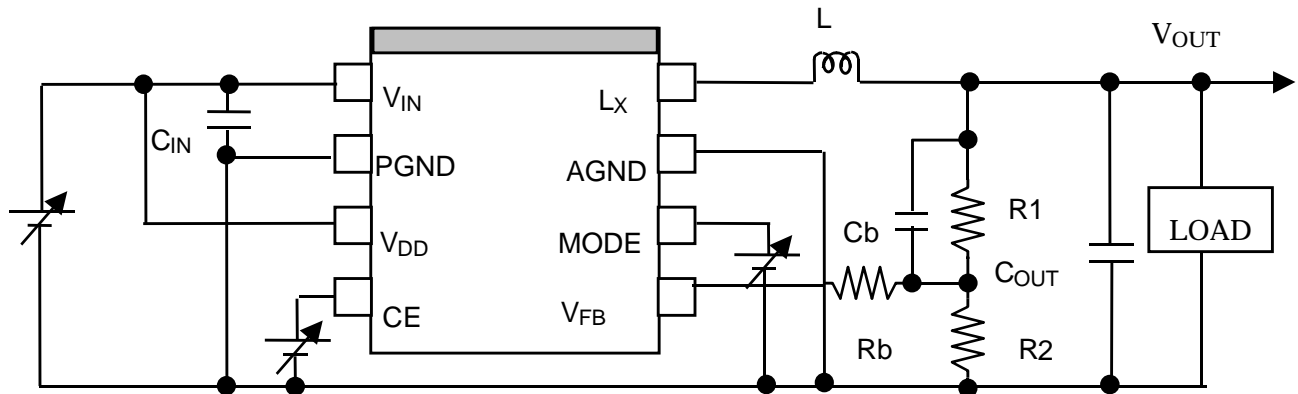 L
VOUT
VIN
LX
CIN
PGND
AGND
R1
Cb
LOAD
VDD
MODE
COUT
CE
VFB
Rb
R2